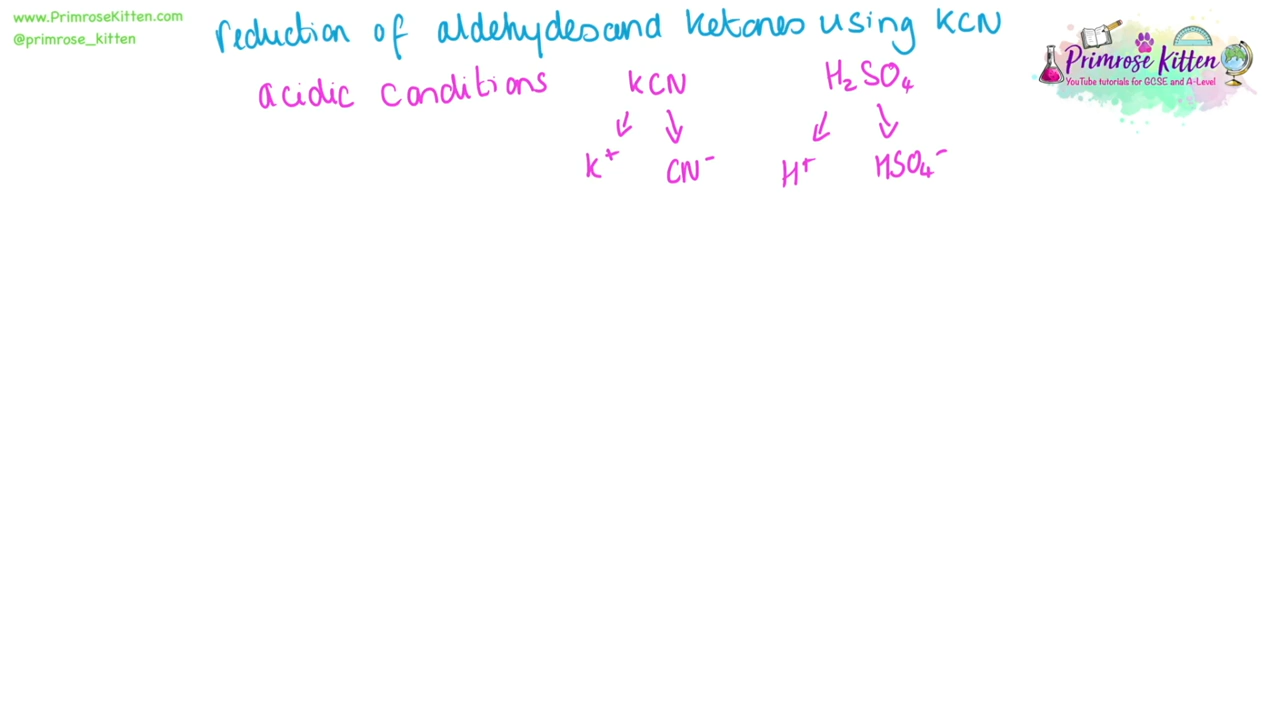 www.PrimroseKitten.com
@primrose_kitten
reduction of aldehydes and ketones using KCN
Primrose Kitten
YouTube tutorials for GCSE and A-Level
acidic conditions KCN H₂SO₄
K⁺ CN⁻ H⁺ HSO₄⁻